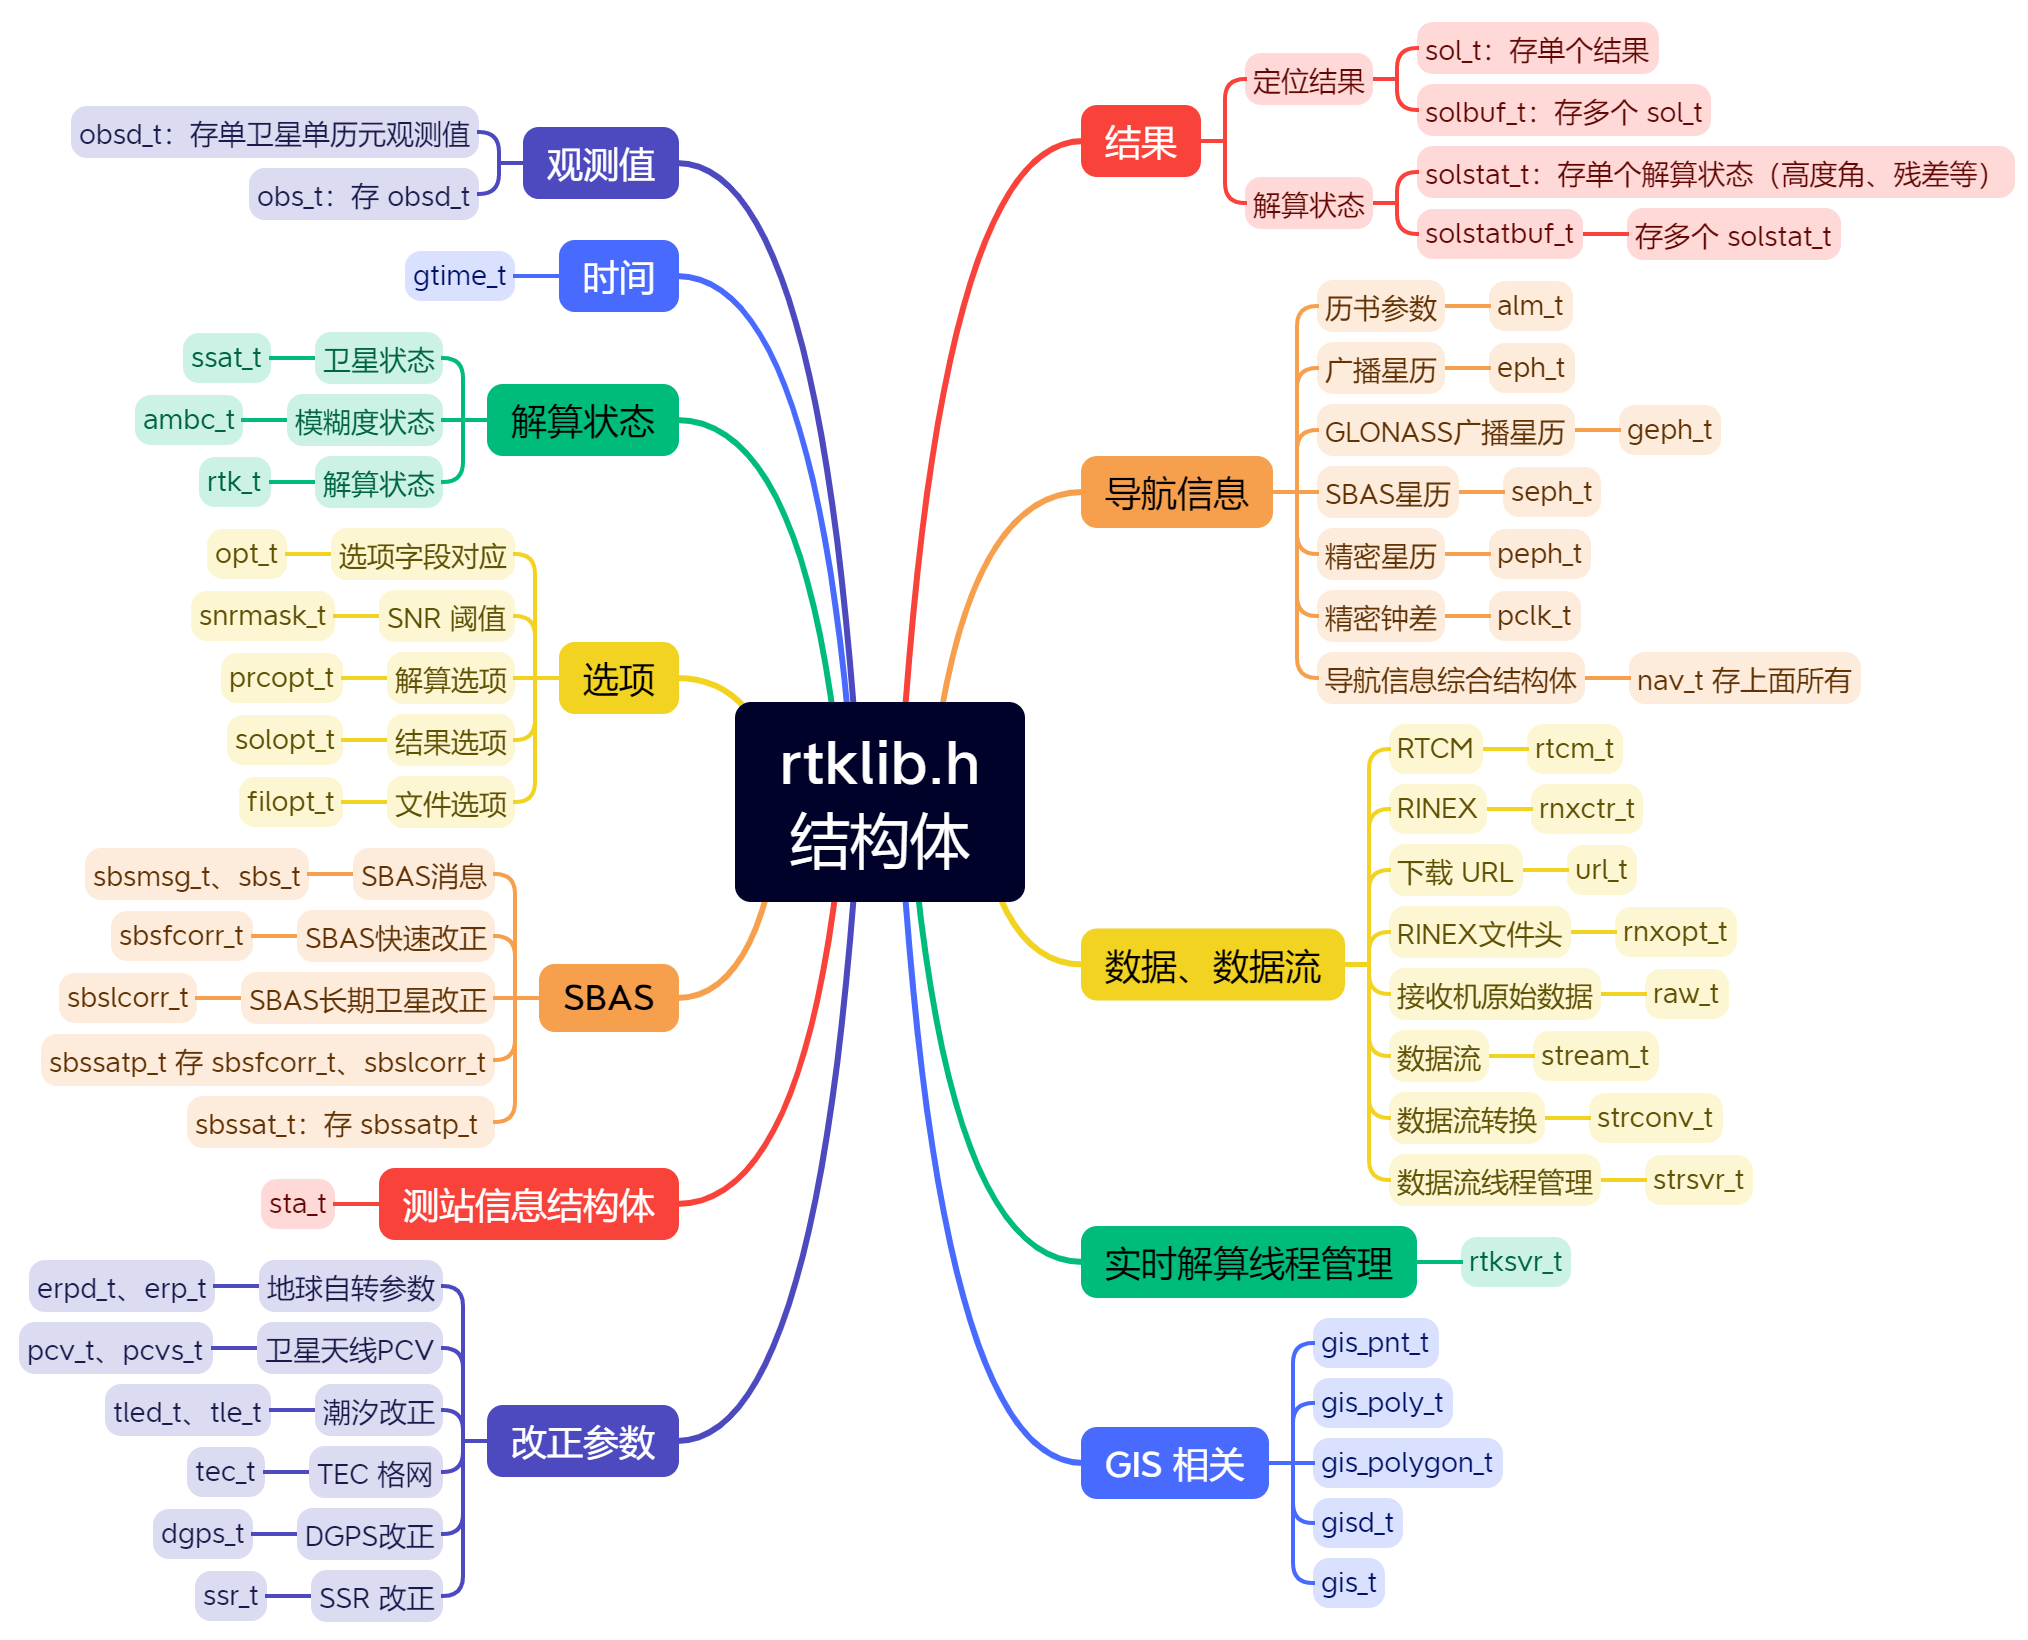 rtklib.h
结构体
观测值
obsd_t：存单卫星单历元观测值
obs_t：存 obsd_t
时间
gtime_t
解算状态
卫星状态
ssat_t
模糊度状态
ambc_t
解算状态
rtk_t
选项
选项字段对应
opt_t
SNR 阈值
snrmask_t
解算选项
prcopt_t
结果选项
solopt_t
文件选项
filopt_t
SBAS
SBAS消息
sbsmsg_t、sbs_t
SBAS快速改正
sbsfcorr_t
SBAS长期卫星改正
sbslcorr_t
sbssatp_t 存 sbsfcorr_t、sbslcorr_t
sbssat_t：存 sbssatp_t
测站信息结构体
sta_t
改正参数
地球自转参数
erpd_t、erp_t
卫星天线PCV
pcv_t、pcvs_t
潮汐改正
tled_t、tle_t
TEC 格网
tec_t
DGPS改正
dgps_t
SSR 改正
ssr_t
结果
定位结果
sol_t：存单个结果
solbuf_t：存多个 sol_t
解算状态
solstat_t：存单个解算状态（高度角、残差等）
solstatbuf_t
存多个 solstat_t
导航信息
历书参数
alm_t
广播星历
eph_t
GLONASS广播星历
geph_t
SBAS星历
seph_t
精密星历
peph_t
精密钟差
pclk_t
导航信息综合结构体
nav_t 存上面所有
数据、数据流
RTCM
rtcm_t
RINEX
rnxctr_t
下载 URL
url_t
RINEX文件头
rnxopt_t
接收机原始数据
raw_t
数据流
stream_t
数据流转换
strconv_t
数据流线程管理
strsvr_t
实时解算线程管理
rtksvr_t
GIS 相关
gis_pnt_t
gis_poly_t
gis_polygon_t
gisd_t
gis_t